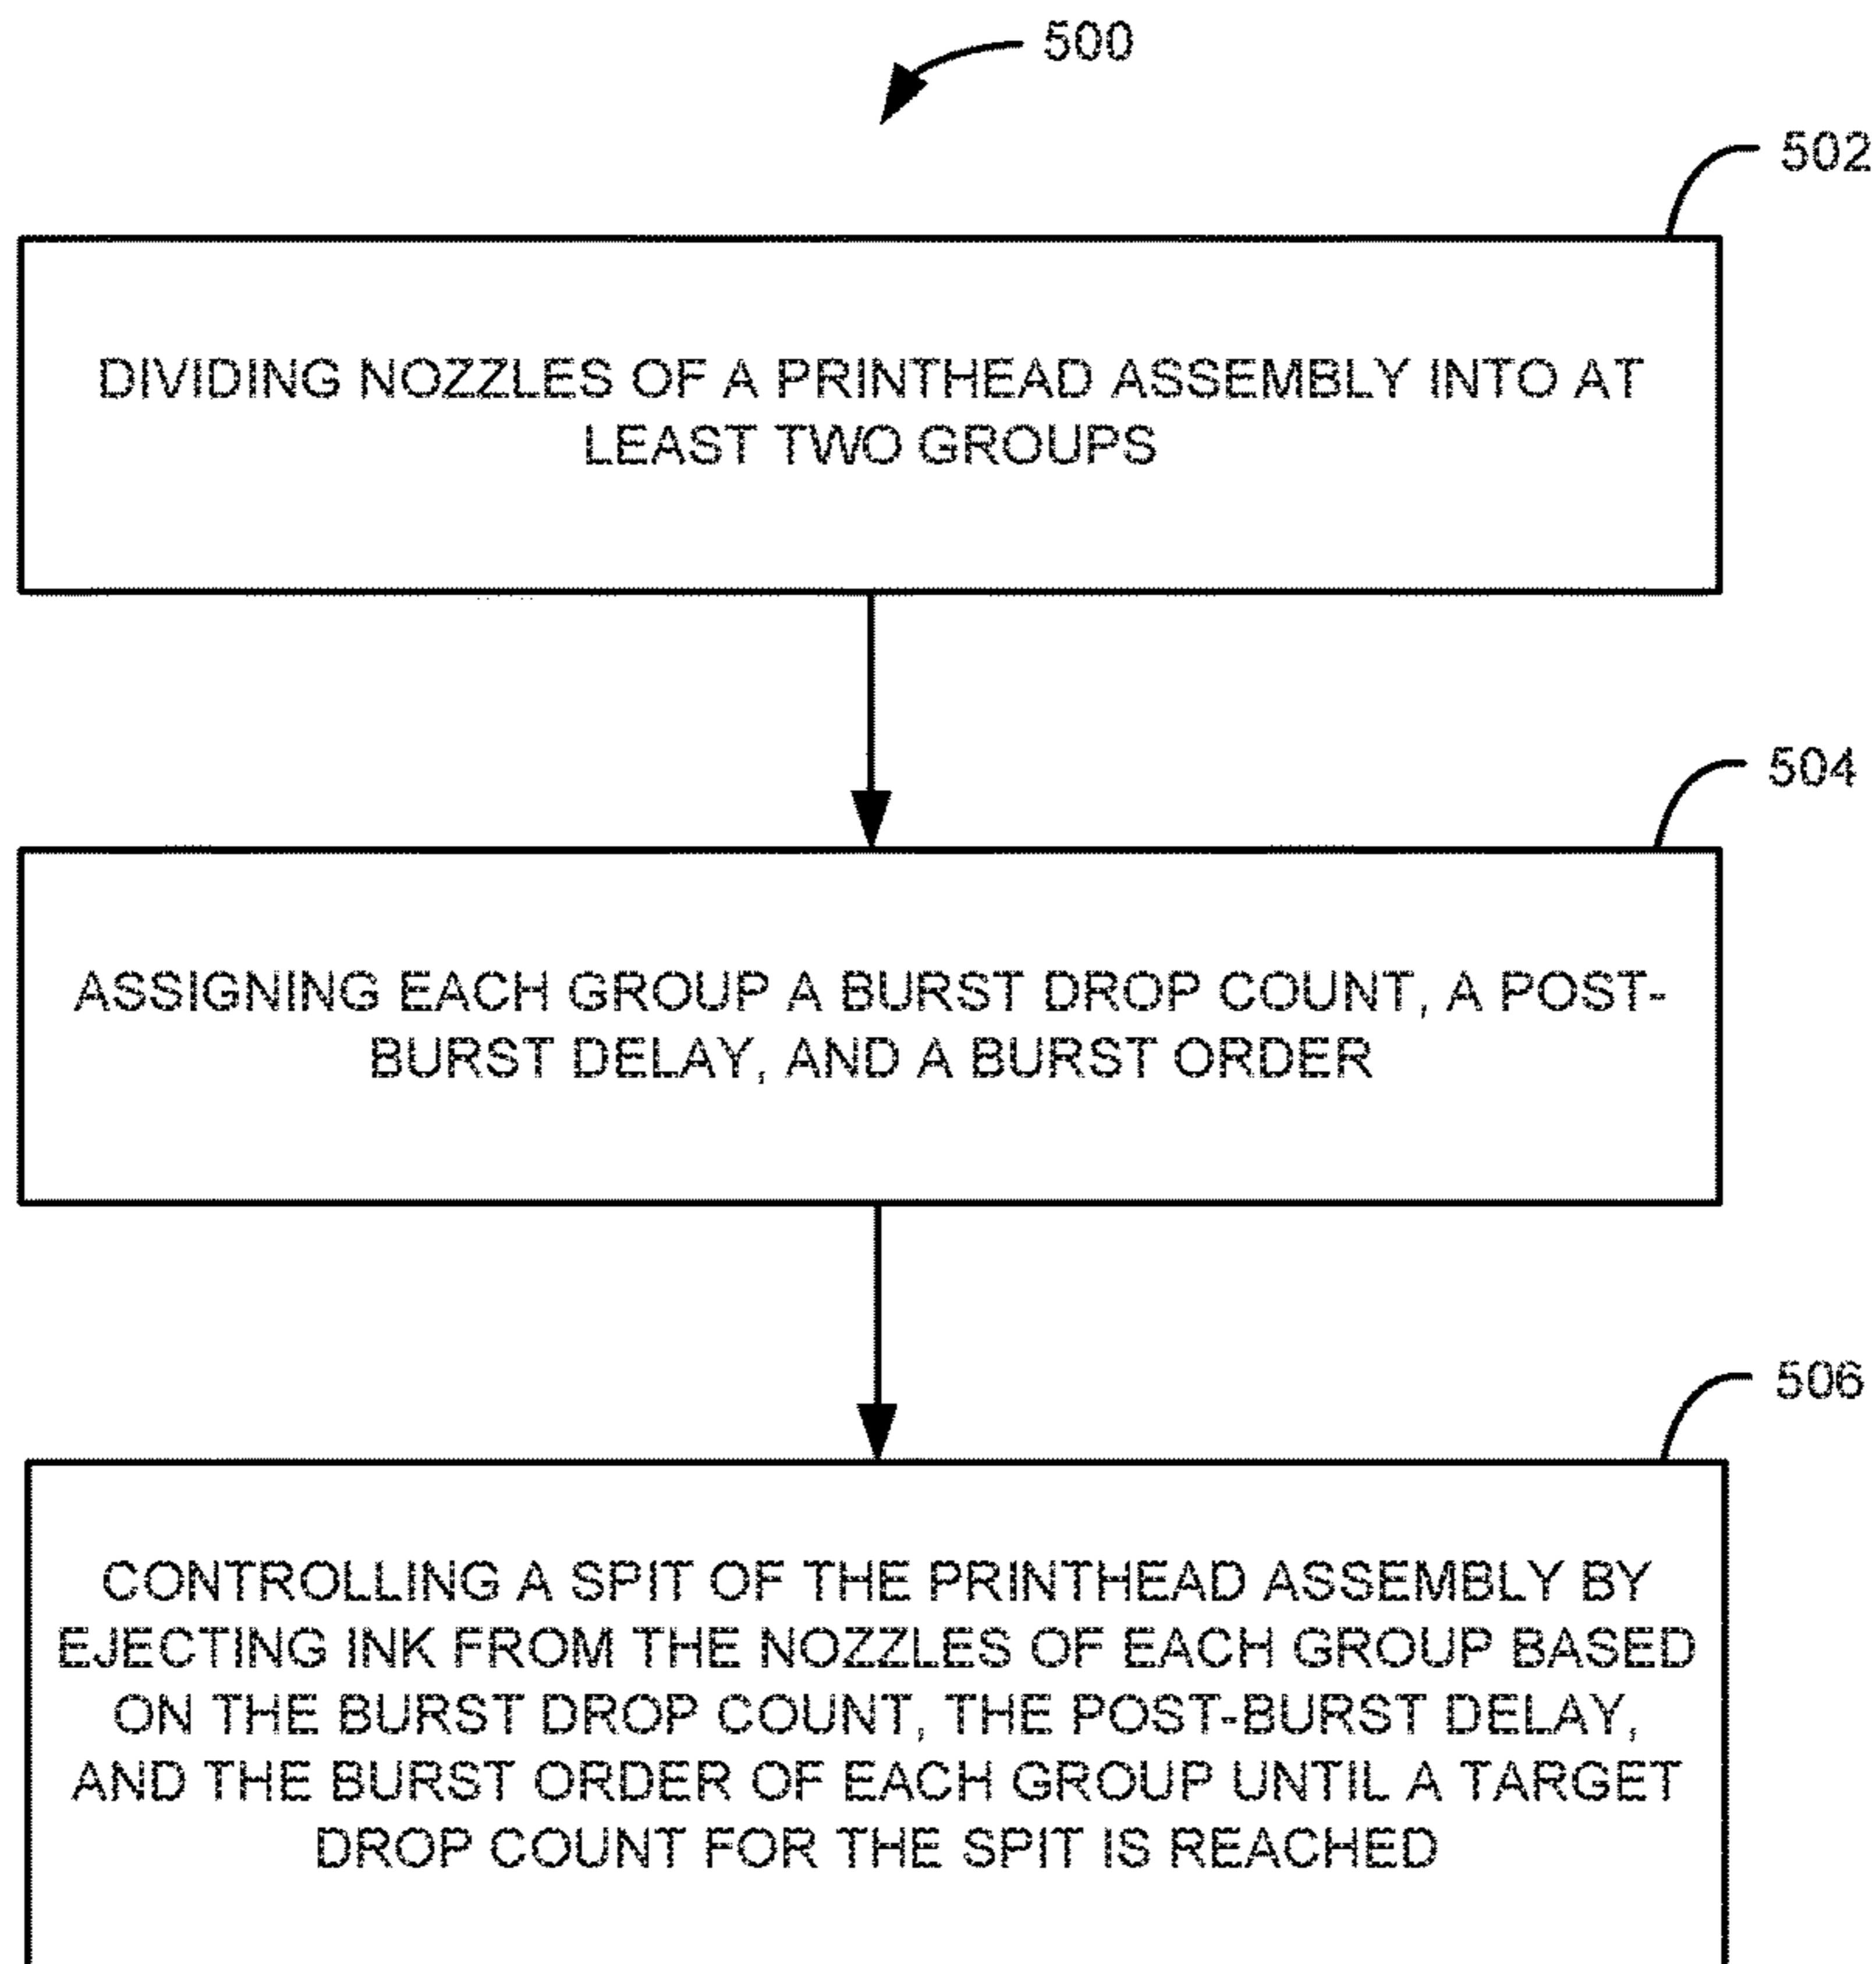 500
502
DIVIDING NOZZLES OF A PRINTHEAD ASSEMBLY INTO AT
LEAST TWO GROUPS
504
ASSIGNING EACH GROUP A BURST DROP COUNT, A POST-
BURST DELAY, AND A BURST ORDER
506
CONTROLLING A SPIT OF THE PRINTHEAD ASSEMBLY BY
EJECTING INK FROM THE NOZZLES OF EACH GROUP BASED
ON THE BURST DROP COUNT, THE POST-BURST DELAY,
AND THE BURST ORDER OF EACH GROUP UNTIL A TARGET
DROP COUNT FOR THE SPIT IS REACHED